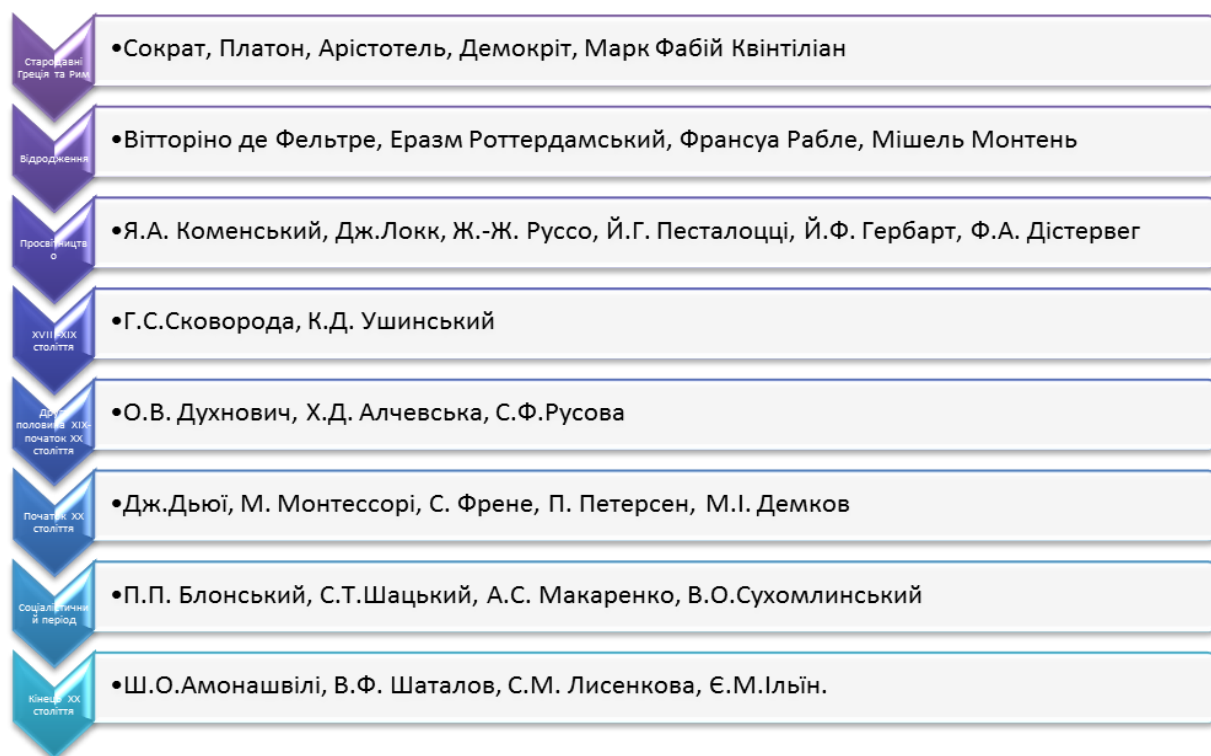 Стародавні
Греція та Рим
•Сократ, Платон, Арістотель, Демокріт, Марк Фабій Квінтіліан
Відродження
•Вітторіно де Фельтре, Еразм Роттердамський, Франсуа Рабле, Мішель Монтень
Просвітництв
о
•Я.А. Коменський, Дж.Локк, Ж.-Ж. Руссо, Й.Г. Песталоцці, Й.Ф. Гербарт, Ф.А. Дістервег
XVIII-XIX
століття
•Г.С.Сковорода, К.Д. Ушинський
Друга
половина XIX-
початок XX
століття
•О.В. Духнович, Х.Д. Алчевська, С.Ф.Русова
Початок XX
століття
•Дж.Дьюї, М. Монтессорі, С. Френе, П. Петерсен, М.І. Демков
Соціалістични
й період
•П.П. Блонський, С.Т.Шацький, А.С. Макаренко, В.О.Сухомлинський
Кінець XX
століття
•Ш.О.Амонашвілі, В.Ф. Шаталов, С.М. Лисенкова, Є.М.Ільїн.